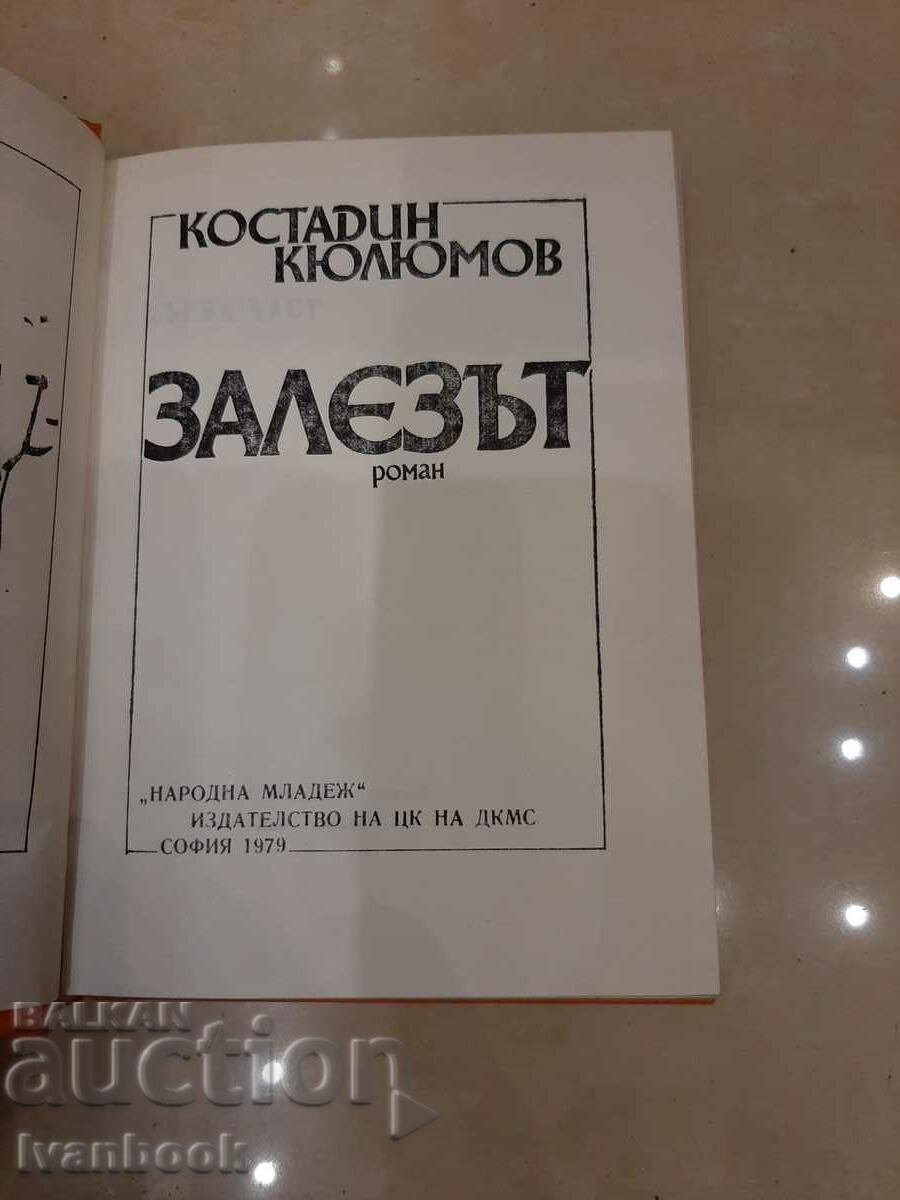 КОСТАДИН
КЮЛЮМОВ
ЗАЛЕЗЪТ
роман
„НАРОДНА МЛАДЕЖ“
ИЗДАТЕЛСТВО НА ЦК НА ДКМС
СОФИЯ 1979
BALKAN
auction
Ivanbook